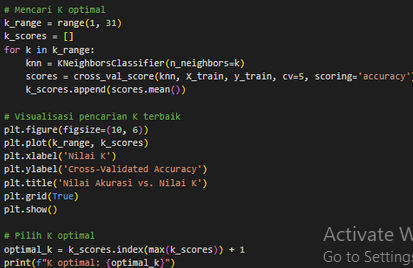 # Mencari K optimal
k_range = range(1, 31)
k_scores = []
for k in k_range:
    knn = KNeighborsClassifier(n_neighbors=k)
    scores = cross_val_score(knn, X_train, y_train, cv=5, scoring='accuracy')
    k_scores.append(scores.mean())

# Visualisasi pencarian K terbaik
plt.figure(figsize=(10, 6))
plt.plot(k_range, k_scores)
plt.xlabel('Nilai K')
plt.ylabel('Cross-Validated Accuracy')
plt.title('Nilai Akurasi vs. Nilai K')
plt.grid(True)
plt.show()

# Pilih K optimal
optimal_k = k_scores.index(max(k_scores)) + 1
print(f"K optimal: {optimal_k}")
Activate W
Go to Settings